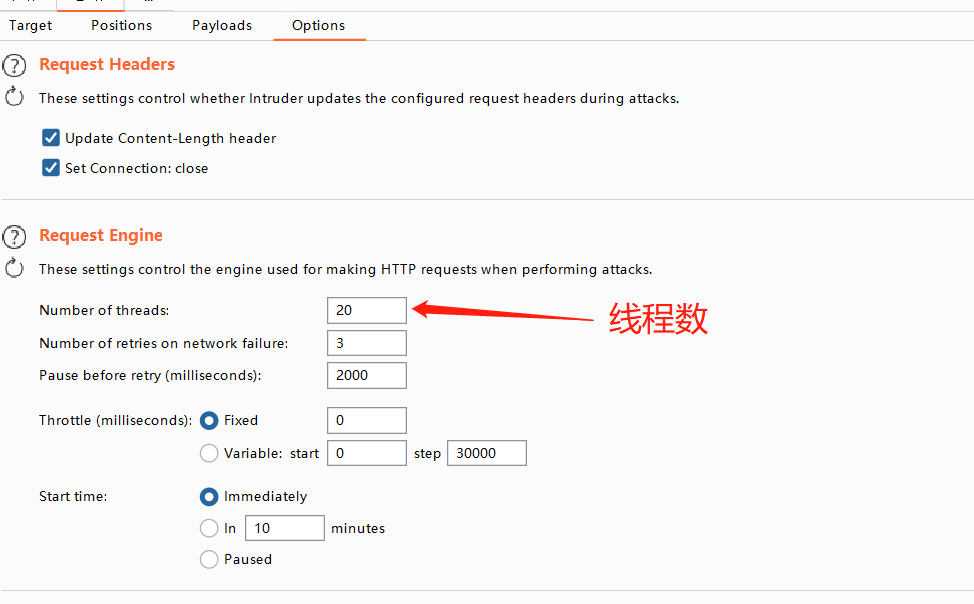 Target Positions Payloads Options
Request Headers
These settings control whether Intruder updates the configured request headers during attacks.
Update Content-Length header
Set Connection: close
Request Engine
These settings control the engine used for making HTTP requests when performing attacks.
Number of threads: 20 线程数
Number of retries on network failure: 3
Pause before retry (milliseconds): 2000
Throttle (milliseconds): Fixed 0
Variable: start 0 step 30000
Start time: Immediately
In 10 minutes
Paused